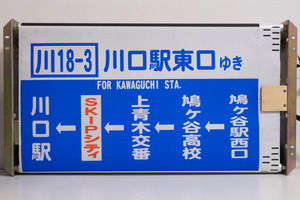 川18-3 川口駅東口ゆき
FOR KAWAGUCHI STA.
鳩ヶ谷駅西口
←
鳩ヶ谷高校
←
上青木交番
←
SKIPシティ
←
川口駅